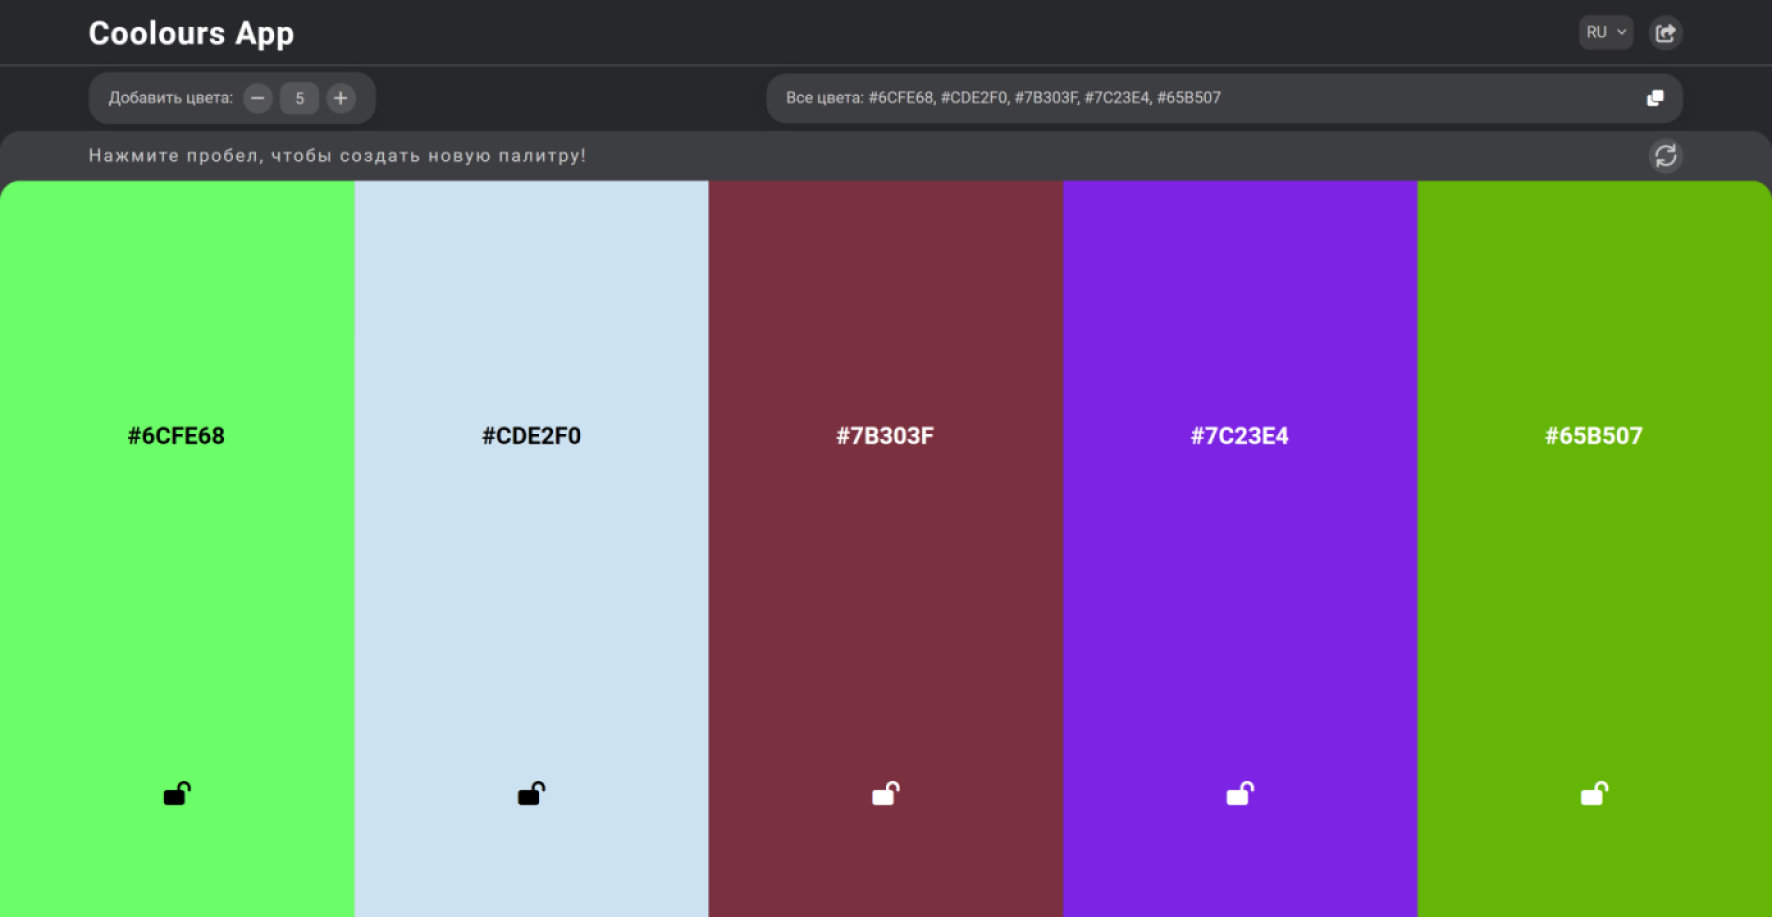 Coolours App
RU
Добавить цвета: 5
Все цвета: #6CFE68, #CDE2F0, #7B303F, #7C23E4, #65B507
Нажмите пробел, чтобы создать новую палитру!
#6CFE68
#CDE2F0
#7B303F
#7C23E4
#65B507